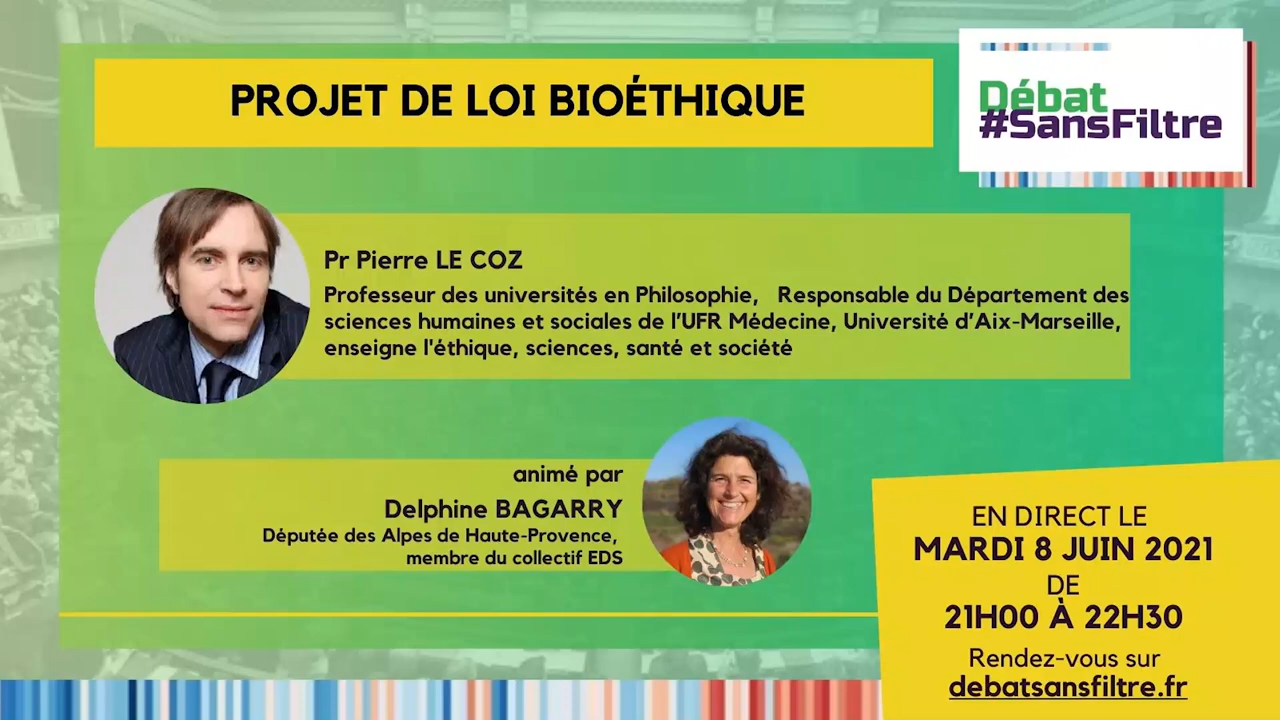 PROJET DE LOI BIOÉTHIQUE
Débat
#SansFiltre
Pr Pierre LE COZ
Professeur des universités en Philosophie, Responsable du Département des
sciences humaines et sociales de l'UFR Médecine, Université d'Aix-Marseille,
enseigne l'éthique, sciences, santé et société
animé par
Delphine BAGARRY
Députée des Alpes de Haute-Provence,
membre du collectif EDS
EN DIRECT LE
MARDI 8 JUIN 2021
DE
21H00 À 22H30
Rendez-vous sur
debatsansfiltre.fr